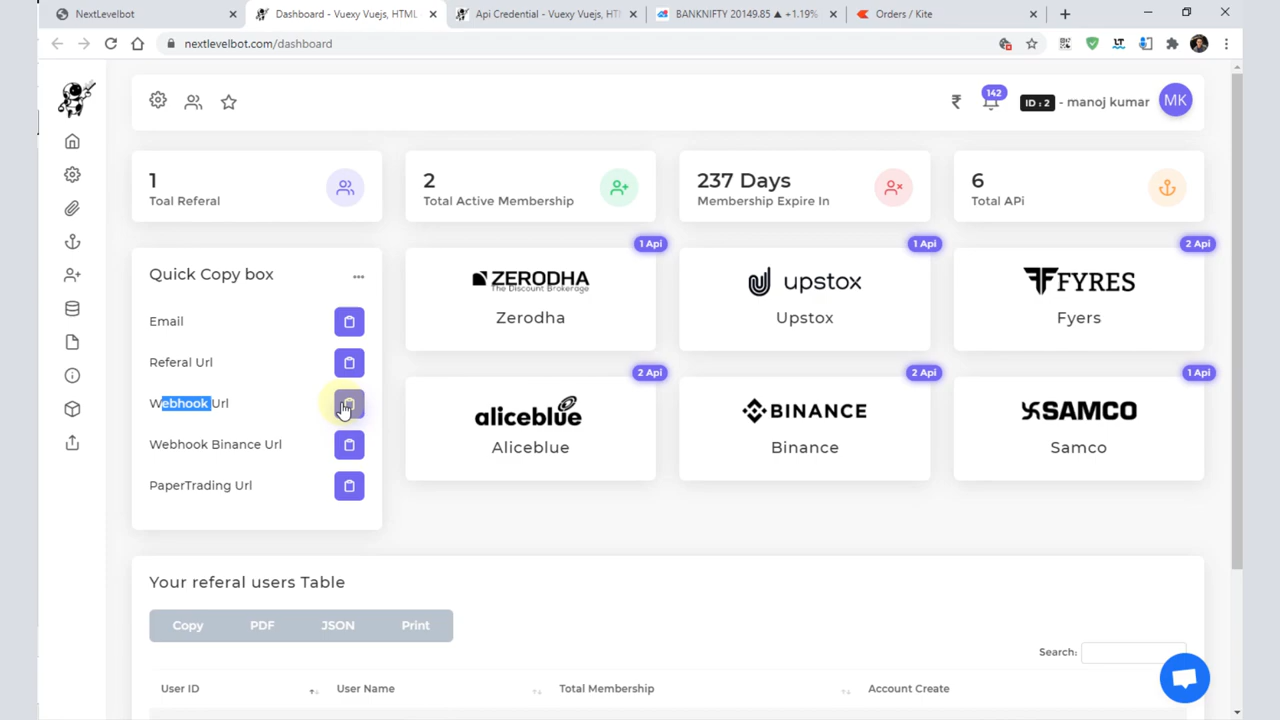 NextLevelbot
Dashboard - Vuexy Vuejs, HTML
Api Credential - Vuexy Vuejs, HT
BANKNIFTY 20149.85 ▲ +1.19%
Orders / Kite
nextlevelbot.com/dashboard
LT
₹
142
ID : 2 - manoj kumar
MK
1
Toal Referal
2
Total Active Membership
237 Days
Membership Expire In
6
Total APi
Quick Copy box
Email
Referal Url
Webhook Url
Webhook Binance Url
PaperTrading Url
1 Api
ZERODHA
The Discount Brokerage
Zerodha
1 Api
upstox
Upstox
2 Api
FYRES
Fyers
2 Api
aliceblue
Aliceblue
2 Api
BINANCE
Binance
1 Api
SAMCO
Samco
Your referal users Table
Copy PDF JSON Print
Search:
User ID User Name Total Membership Account Create